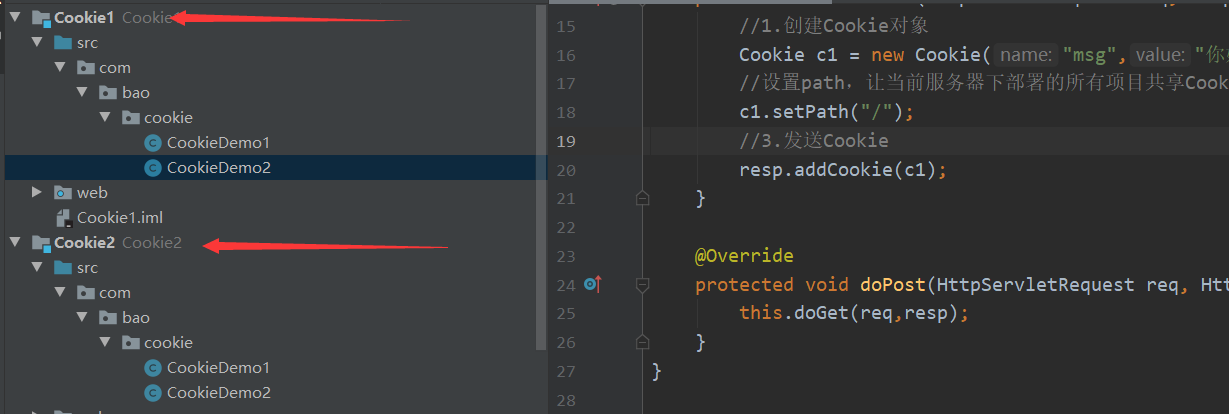 Cookie1 Cookie
src
com
bao
cookie
CookieDemo1
CookieDemo2
web
Cookie1.iml
Cookie2 Cookie2
src
com
bao
cookie
CookieDemo1
CookieDemo2
15 //1.创建Cookie对象
16 Cookie c1 = new Cookie( name: "msg", value: "你
17 //设置path，让当前服务器下部署的所有项目共享Cook
18 c1.setPath("/");
19 //3.发送Cookie
20 resp.addCookie(c1);
21 }
22
23 @Override
24 protected void doPost(HttpServletRequest req, Htt
25 this.doGet(req,resp);
26 }
27 }
28